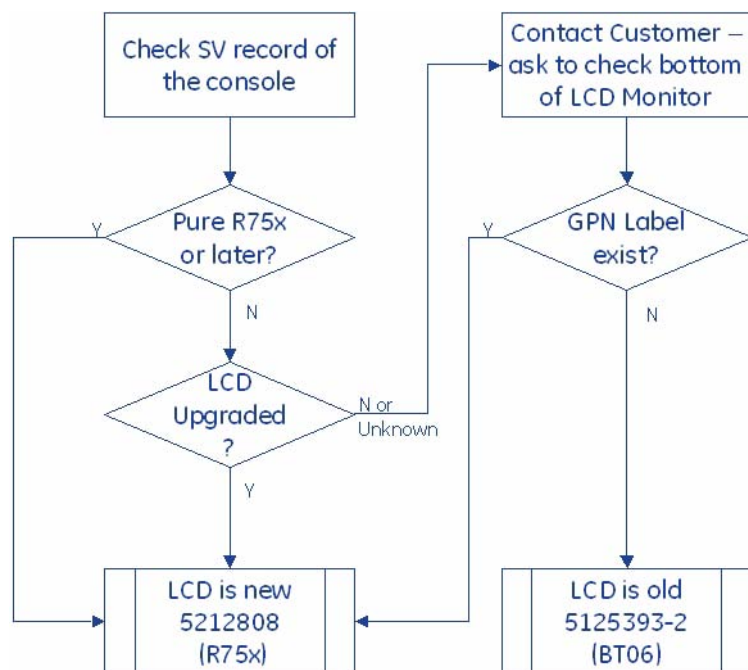 Check SV record of
the console
Pure R75x
or later?
Y
N
LCD
Upgraded
?
N or
Unknown
Y
LCD is new
5212808
(R75x)
Contact Customer –
ask to check bottom
of LCD Monitor
GPN Label
exist?
Y
N
LCD is old
5125393-2
(BT06)